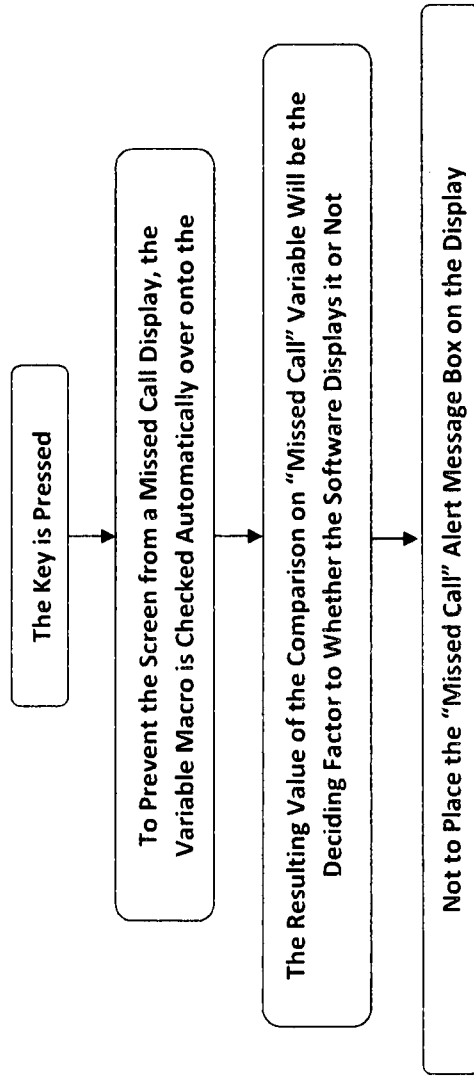 The Key is Pressed
To Prevent the Screen from a Missed Call Display, the
Variable Macro is Checked Automatically over onto the
The Resulting Value of the Comparison on “Missed Call” Variable Will be the
Deciding Factor to Whether the Software Displays it or Not
Not to Place the “Missed Call” Alert Message Box on the Display